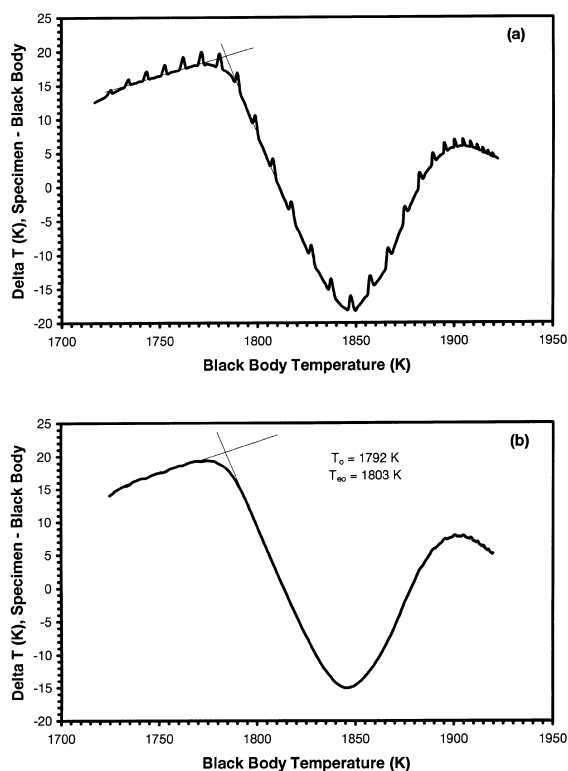 25
(a)
20
15
10
5
0
-5
-10
-15
-20
Delta T (K), Specimen - Black Body
1700 1750 1800 1850 1900 1950
Black Body Temperature (K)
25
(b)
20
T_o = 1792 K
T_eo = 1803 K
15
10
5
0
-5
-10
-15
-20
Delta T (K), Specimen - Black Body
1700 1750 1800 1850 1900 1950
Black Body Temperature (K)